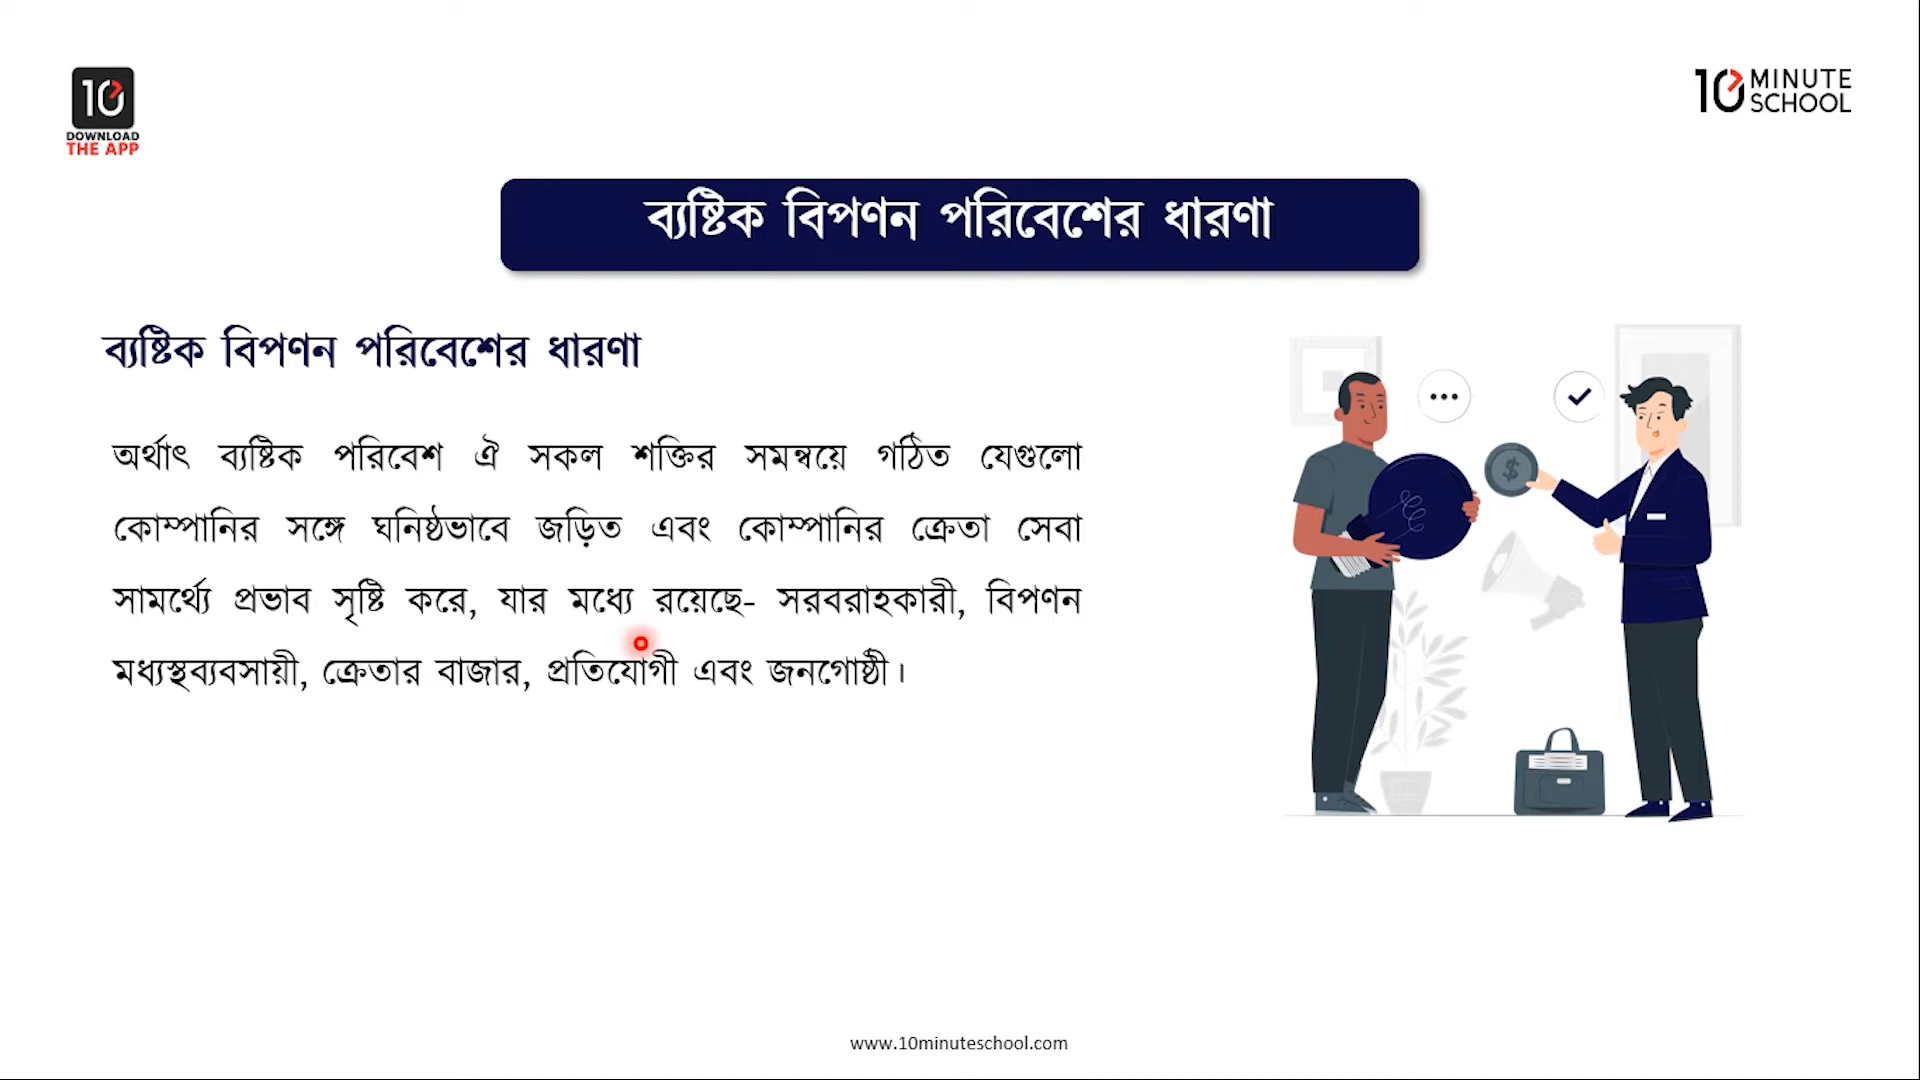 10
DOWNLOAD
THE APP
10 MINUTE
SCHOOL
ব্যষ্টিক বিপণন পরিবেশের ধারণা
ব্যষ্টিক বিপণন পরিবেশের ধারণা
অর্থাৎ ব্যষ্টিক পরিবেশ ঐ সকল শক্তির সমন্বয়ে গঠিত যেগুলো
কোম্পানির সঙ্গে ঘনিষ্ঠভাবে জড়িত এবং কোম্পানির ক্রেতা সেবা
সামর্থ্যে প্রভাব সৃষ্টি করে, যার মধ্যে রয়েছে- সরবরাহকারী, বিপণন
মধ্যস্থব্যবসায়ী, ক্রেতার বাজার, প্রতিযোগী এবং জনগোষ্ঠী।
$
www.10minuteschool.com